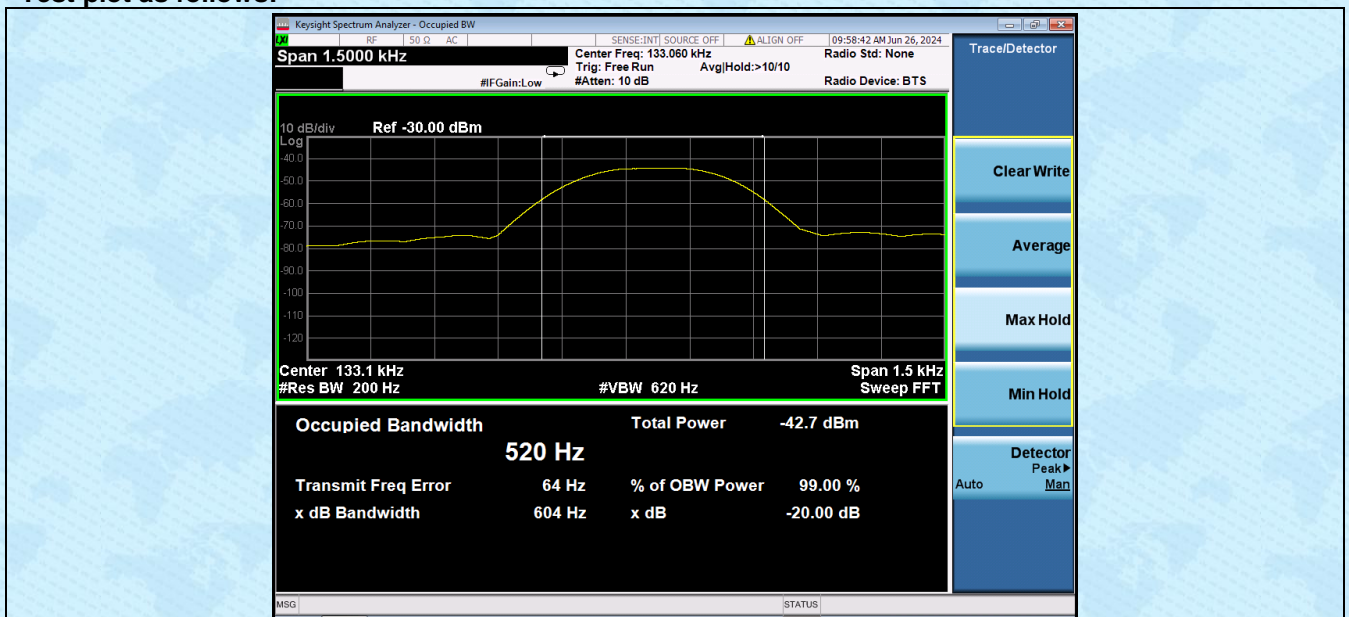 Test plot as follows:
Keysight Spectrum Analyzer - Occupied BW
LXI RF 50 Ω AC SENSE:INT SOURCE OFF ALIGN OFF 09:58:42 AM Jun 26, 2024
Span 1.5000 kHz
Center Freq: 133.060 kHz Radio Std: None
Trig: Free Run Avg|Hold:>10/10
#IFGain:Low #Atten: 10 dB Radio Device: BTS
10 dB/div Ref -30.00 dBm
Log
-40.0
-50.0
-60.0
-70.0
-80.0
-90.0
-100
-110
-120
Center 133.1 kHz Span 1.5 kHz
#Res BW 200 Hz #VBW 620 Hz Sweep FFT
Occupied Bandwidth Total Power -42.7 dBm
520 Hz
Transmit Freq Error 64 Hz % of OBW Power 99.00 %
x dB Bandwidth 604 Hz x dB -20.00 dB
MSG STATUS
Trace/Detector
Clear Write
Average
Max Hold
Min Hold
Detector
Peak▶
Auto Man